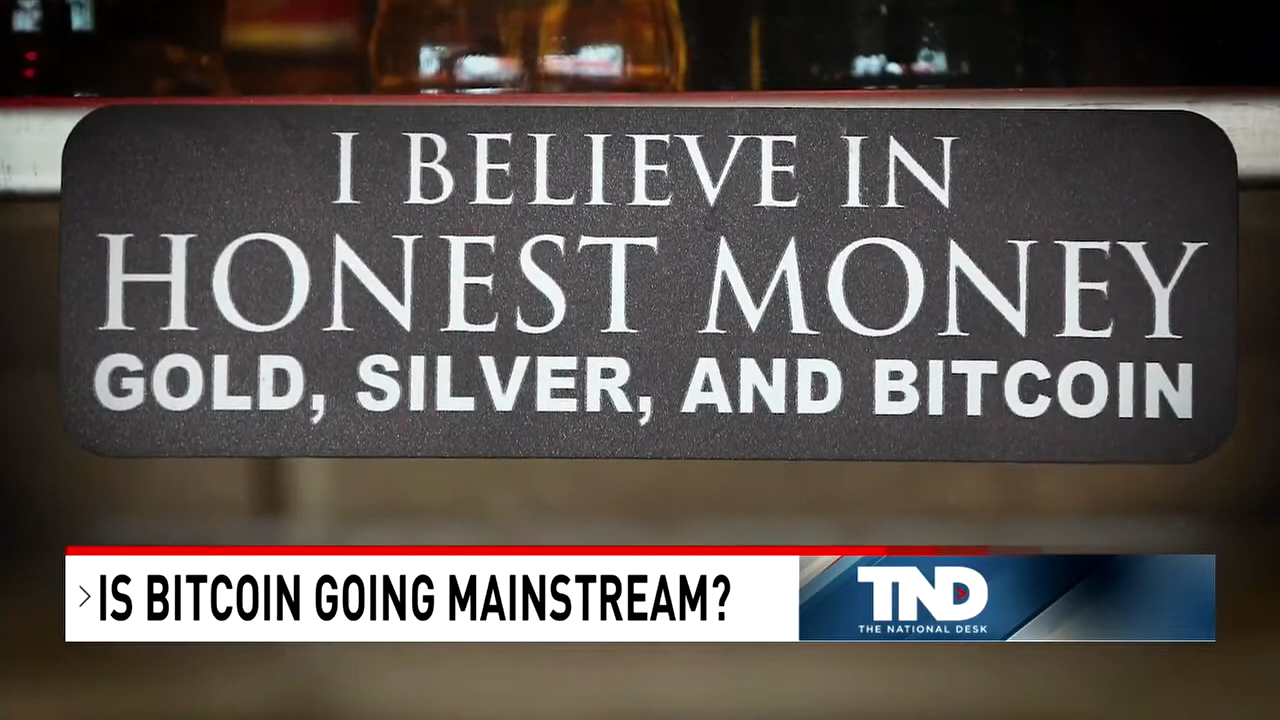 I BELIEVE IN
HONEST MONEY
GOLD, SILVER, AND BITCOIN
IS BITCOIN GOING MAINSTREAM?
TND
THE NATIONAL DESK